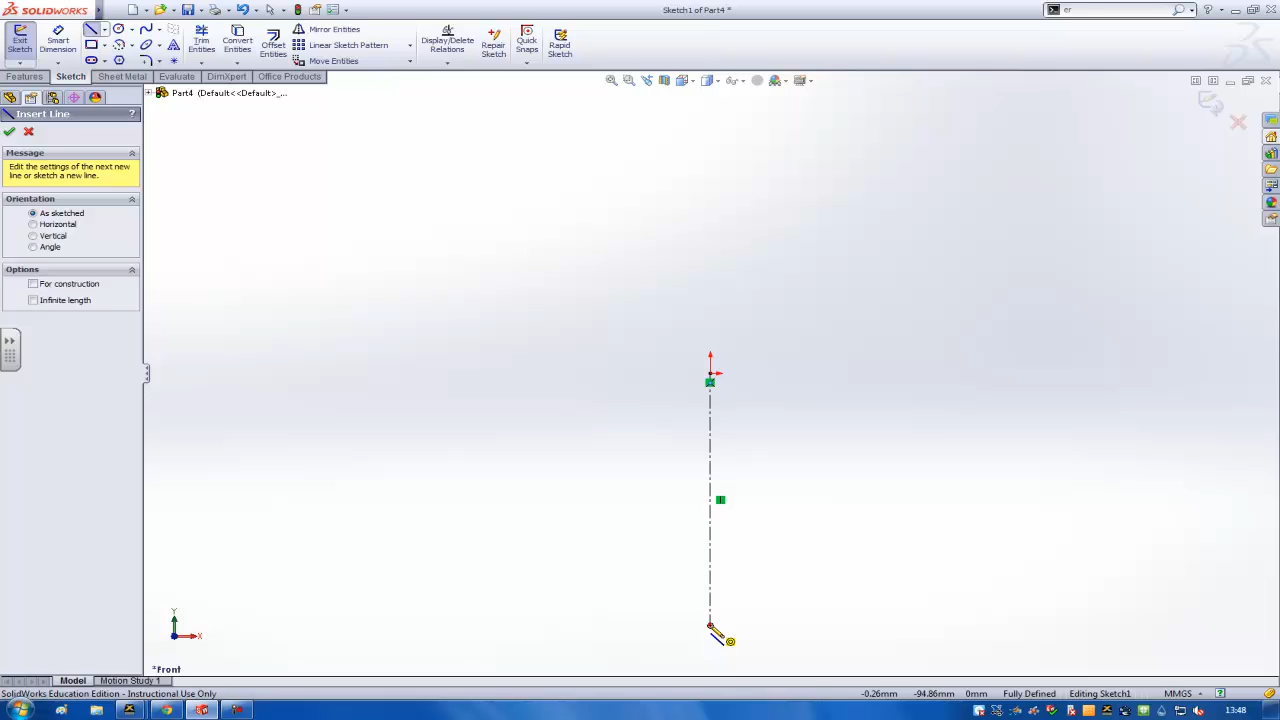 SOLIDWORKS
Sketch1 of Part4 *
er
Exit Sketch
Smart Dimension
Trim Entities
Convert Entities
Offset Entities
Mirror Entities
Linear Sketch Pattern
Move Entities
Display/Delete Relations
Repair Sketch
Quick Snaps
Rapid Sketch
Features
Sketch
Sheet Metal
Evaluate
DimXpert
Office Products
Part4 (Default<<Default>_...
Insert Line
?
Message
Edit the settings of the next new
line or sketch a new line.
Orientation
As sketched
Horizontal
Vertical
Angle
Options
For construction
Infinite length
Y
X
*Front
Model
Motion Study 1
SolidWorks Education Edition - Instructional Use Only
-0.26mm
-94.86mm
0mm
Fully Defined
Editing Sketch1
MMGS
13:48